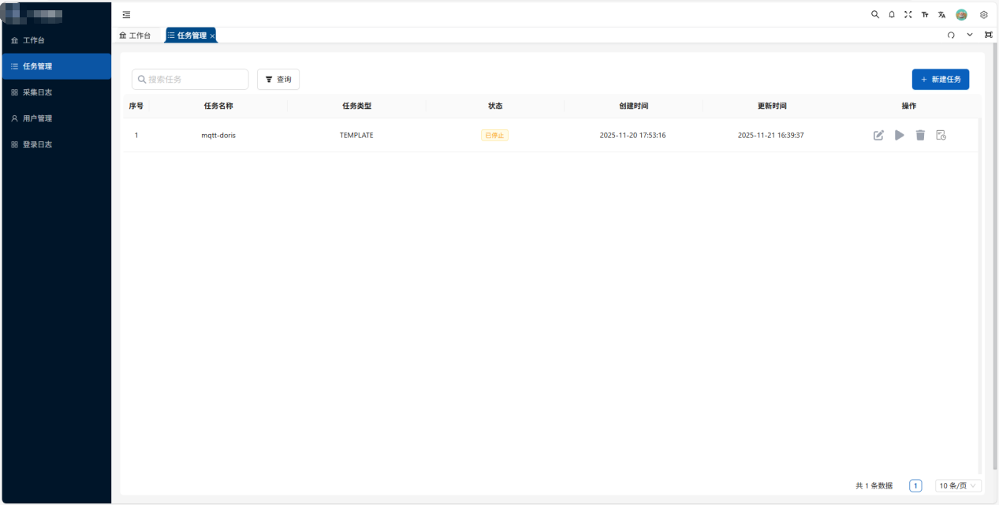 工作台
任务管理
采集日志
用户管理
登录日志
工作台 任务管理
搜索任务 查询 新建任务
序号 任务名称 任务类型 状态 创建时间 更新时间 操作
1 mqtt-doris TEMPLATE 已停止 2025-11-20 17:53:16 2025-11-21 16:39:37
共 1 条数据 1 10 条/页